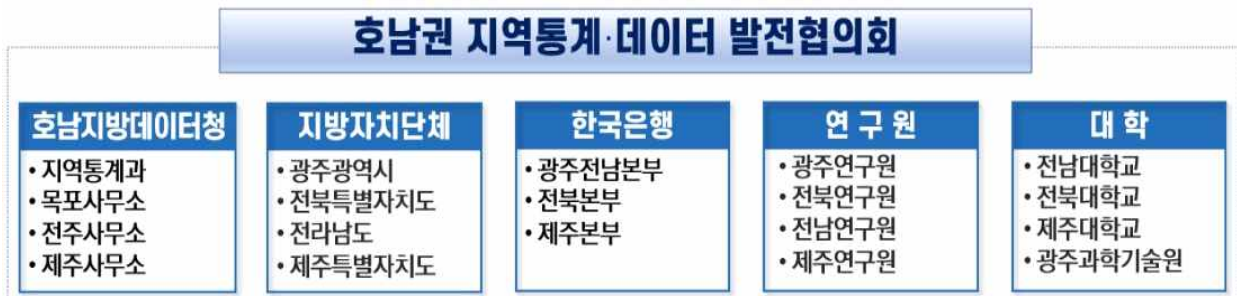 호남권 지역통계·데이터 발전협의회
호남지방데이터청
• 지역통계과
• 목포사무소
• 전주사무소
• 제주사무소
지방자치단체
• 광주광역시
• 전북특별자치도
• 전라남도
• 제주특별자치도
한국은행
• 광주전남본부
• 전북본부
• 제주본부
연 구 원
• 광주연구원
• 전북연구원
• 전남연구원
• 제주연구원
대 학
• 전남대학교
• 전북대학교
• 제주대학교
• 광주과학기술원